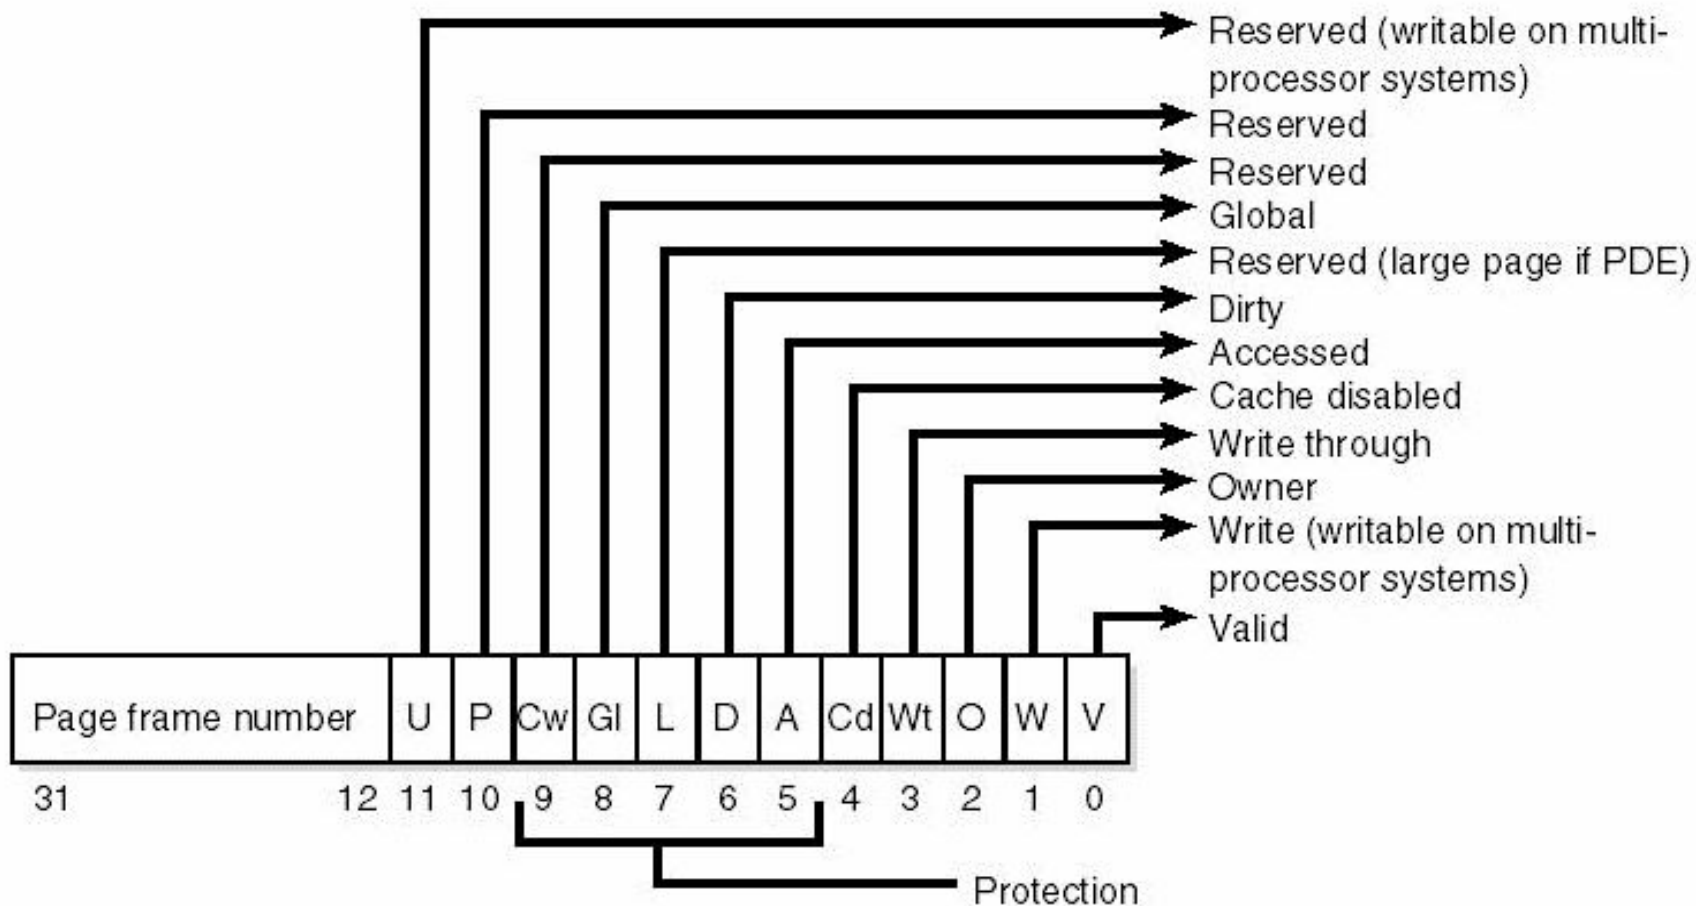 Reserved (writable on multi-
processor systems)
Reserved
Reserved
Global
Reserved (large page if PDE)
Dirty
Accessed
Cache disabled
Write through
Owner
Write (writable on multi-
processor systems)
Valid
Page frame number U P Cw Gl L D A Cd Wt O W V
31 12 11 10 9 8 7 6 5 4 3 2 1 0
Protection